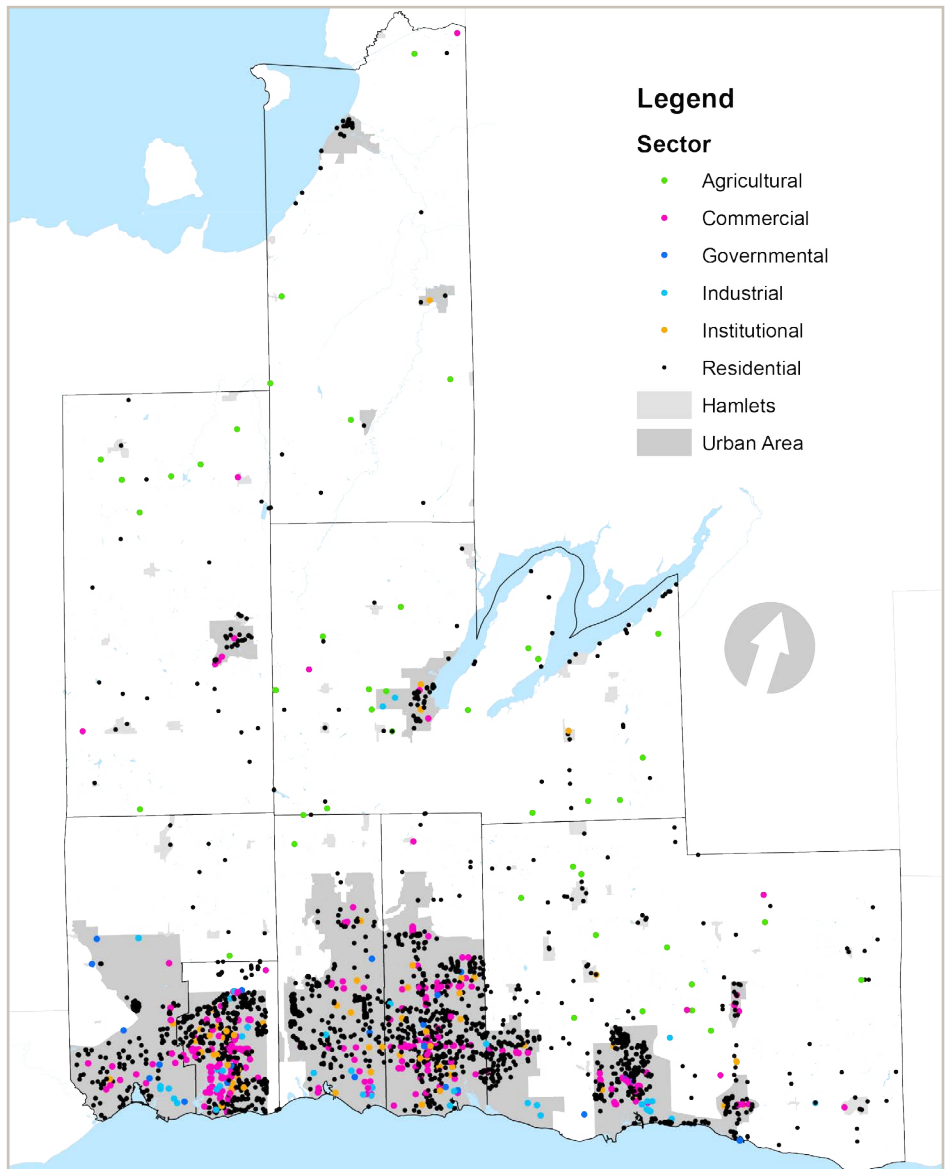 Legend
Sector
Agricultural
Commercial
Governmental
Industrial
Institutional
Residential
Hamlets
Urban Area